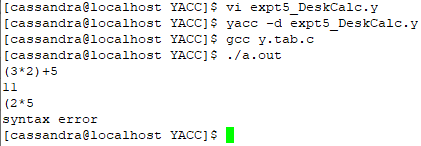 [cassandra@localhost YACC]$ vi expt5_DeskCalc.y
[cassandra@localhost YACC]$ yacc -d expt5_DeskCalc.y
[cassandra@localhost YACC]$ gcc y.tab.c
[cassandra@localhost YACC]$ ./a.out
(3*2)+5
11
(2*5
syntax error
[cassandra@localhost YACC]$